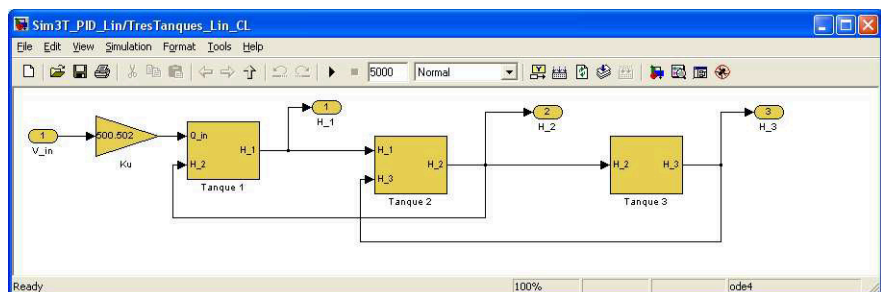 Sim3T_PID_Lin/TresTanques_Lin_CL
File Edit View Simulation Format Tools Help
5000 Normal
1
V_in
500.502
Ku
Q_in
H_2
H_1
Tanque 1
1
H_1
H_1
H_3
H_2
Tanque 2
2
H_2
H_2
H_3
Tanque 3
3
H_3
Ready 100% ode4